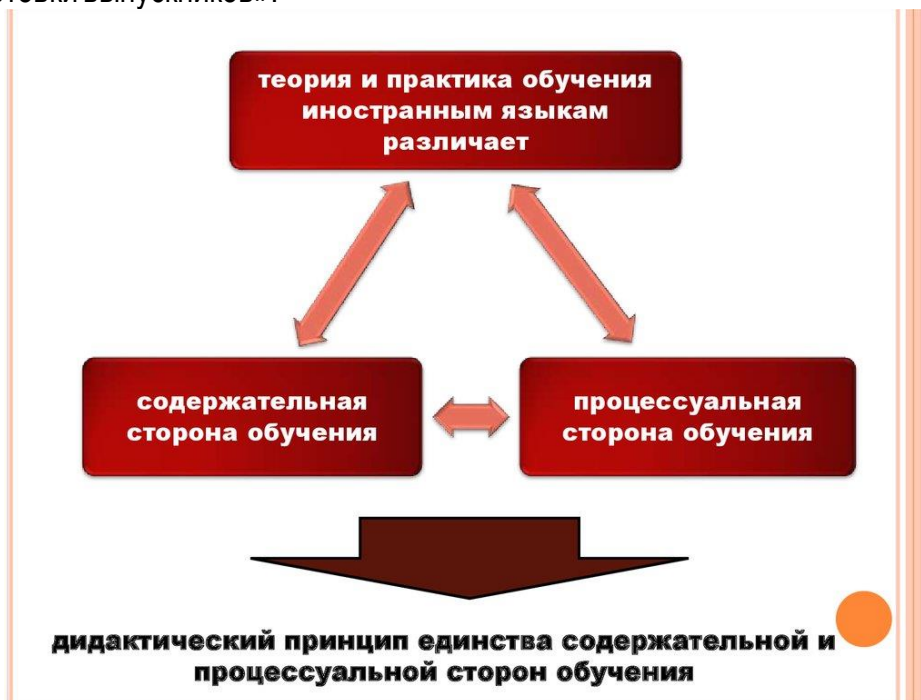 теория и практика обучения
иностранным языкам
различает
содержательная
сторона обучения
процессуальная
сторона обучения
дидактический принцип единства содержательной и
процессуальной сторон обучения